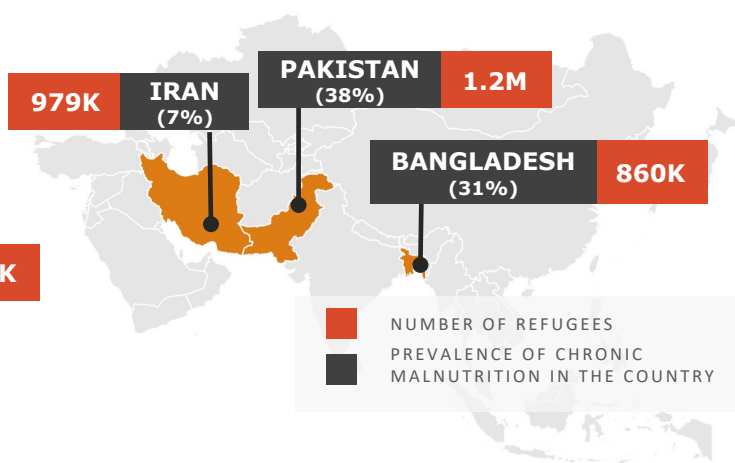 PAKISTAN
(38%)
1.2M
979K
IRAN
(7%)
BANGLADESH
(31%)
860K
K
NUMBER OF REFUGEES
PREVALENCE OF CHRONIC
MALNUTRITION IN THE COUNTRY